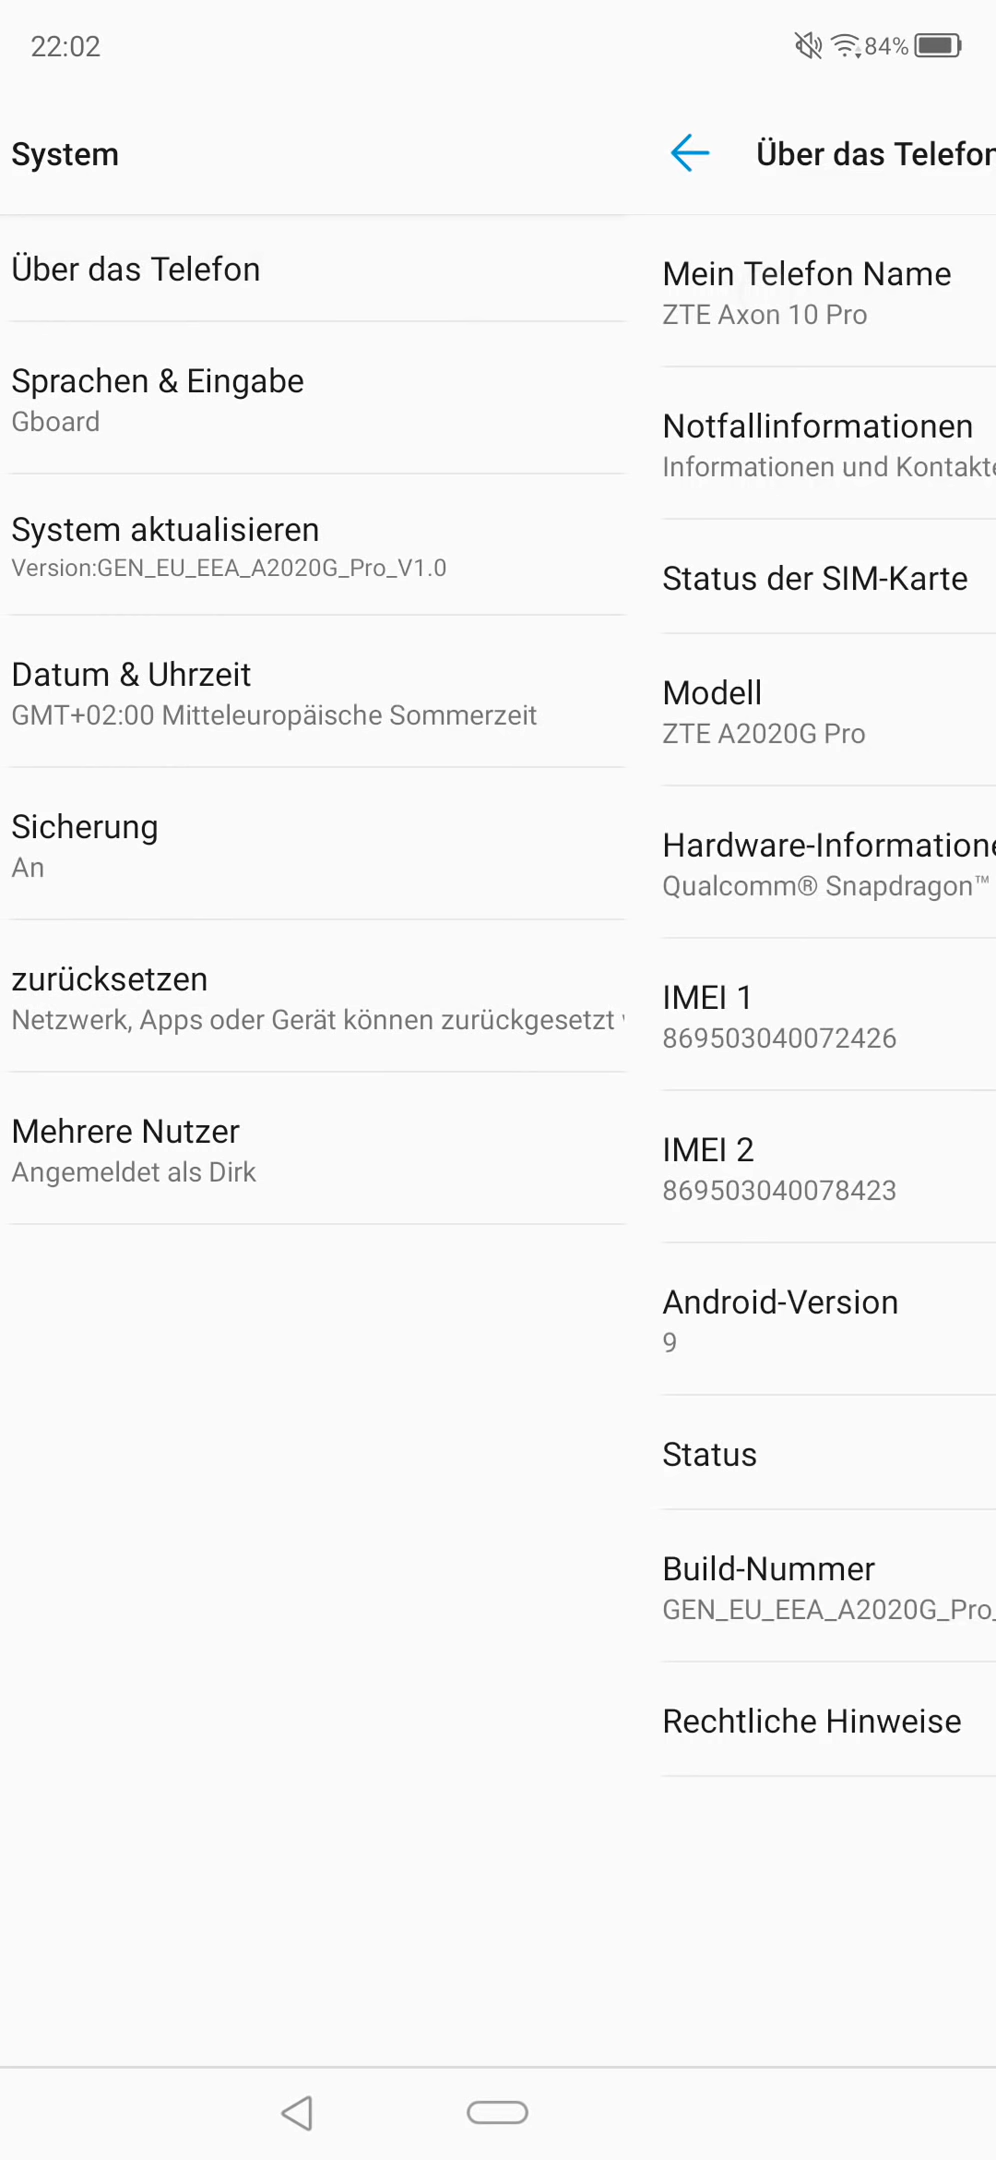 22:02
84%
System
Über das Telefon
Sprachen & Eingabe
Gboard
System aktualisieren
Version:GEN_EU_EEA_A2020G_Pro_V1.0
Datum & Uhrzeit
GMT+02:00 Mitteleuropäische Sommerzeit
Sicherung
An
zurücksetzen
Netzwerk, Apps oder Gerät können zurückgesetzt
Mehrere Nutzer
Angemeldet als Dirk
Über das Telefon
Mein Telefon Name
ZTE Axon 10 Pro
Notfallinformationen
Informationen und Kontakte
Status der SIM-Karte
Modell
ZTE A2020G Pro
Hardware-Informatione
Qualcomm® Snapdragon™
IMEI 1
869503040072426
IMEI 2
869503040078423
Android-Version
9
Status
Build-Nummer
GEN_EU_EEA_A2020G_Pro_
Rechtliche Hinweise